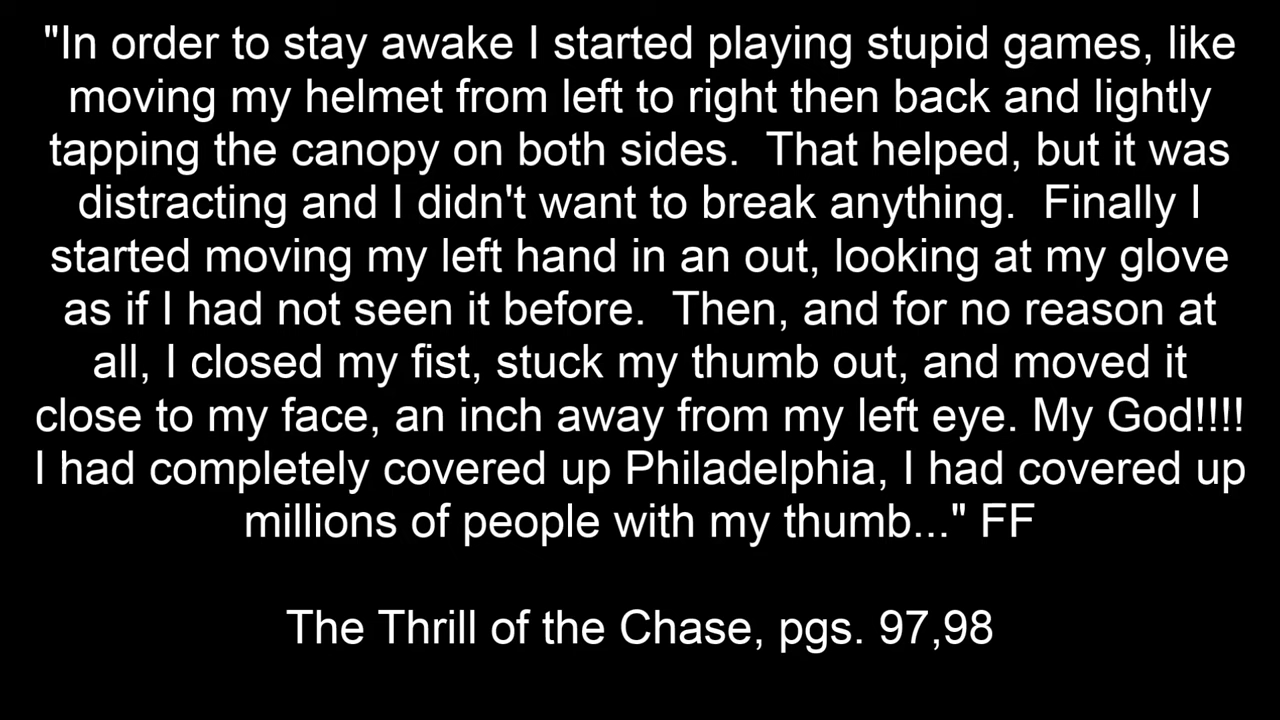 "In order to stay awake I started playing stupid games, like
moving my helmet from left to right then back and lightly
tapping the canopy on both sides.  That helped, but it was
distracting and I didn't want to break anything.  Finally I
started moving my left hand in an out, looking at my glove
as if I had not seen it before.  Then, and for no reason at
all, I closed my fist, stuck my thumb out, and moved it
close to my face, an inch away from my left eye. My God!!!!
I had completely covered up Philadelphia, I had covered up
millions of people with my thumb..." FF
The Thrill of the Chase, pgs. 97,98